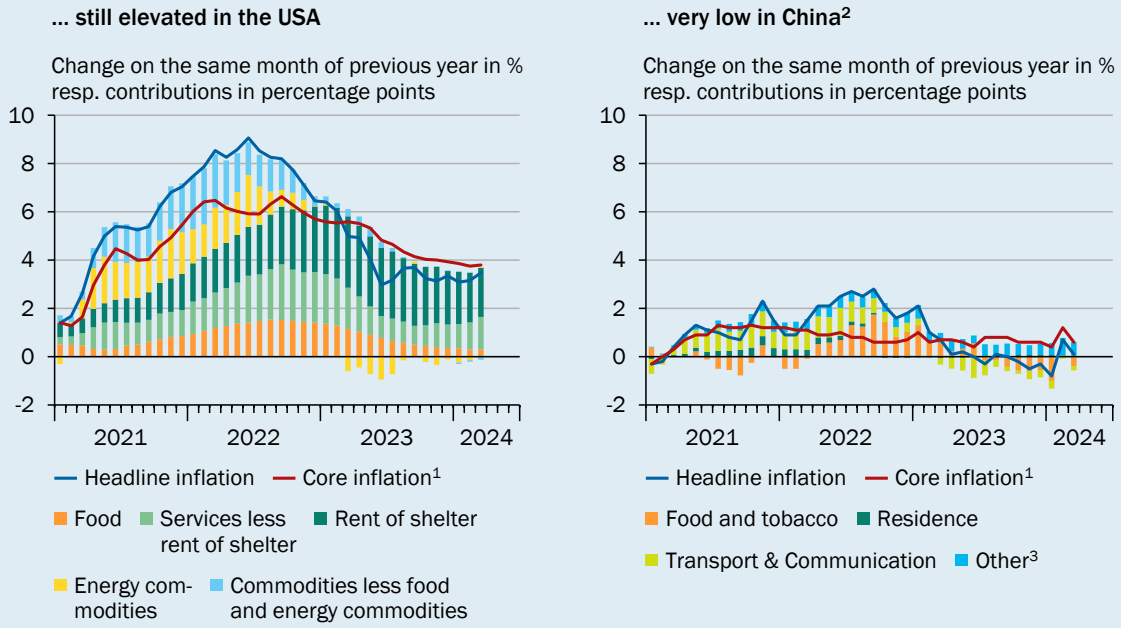 ... still elevated in the USA
Change on the same month of previous year in %
resp. contributions in percentage points
10
8
6
4
2
0
-2
2021 2022 2023 2024
Headline inflation Core inflation¹
Food Services less rent of shelter Rent of shelter
Energy com-
modities
Commodities less food
and energy commodities
... very low in China²
Change on the same month of previous year in %
resp. contributions in percentage points
10
8
6
4
2
0
-2
2021 2022 2023 2024
Headline inflation Core inflation¹
Food and tobacco Residence
Transport & Communication Other³